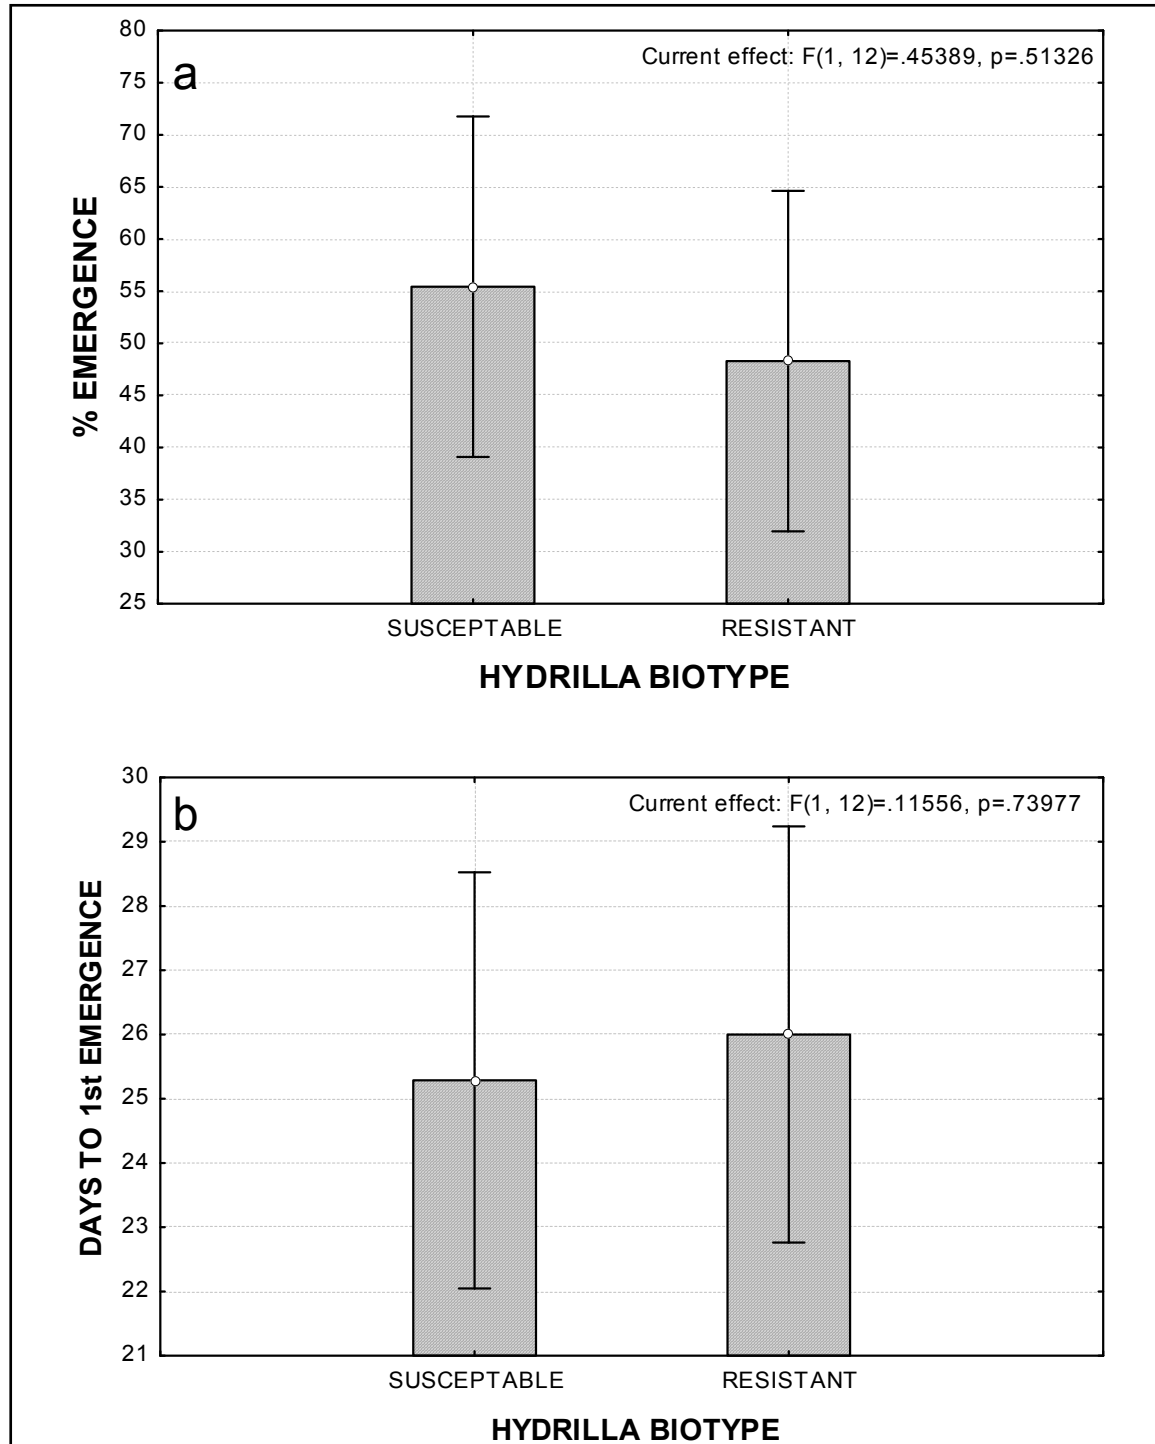 a
Current effect: F(1, 12)=.45389, p=.51326
% EMERGENCE
80
75
70
65
60
55
50
45
40
35
30
25
SUSCEPTABLE RESISTANT
HYDRILLA BIOTYPE
b
Current effect: F(1, 12)=.11556, p=.73977
DAYS TO 1st EMERGENCE
30
29
28
27
26
25
24
23
22
21
SUSCEPTABLE RESISTANT
HYDRILLA BIOTYPE